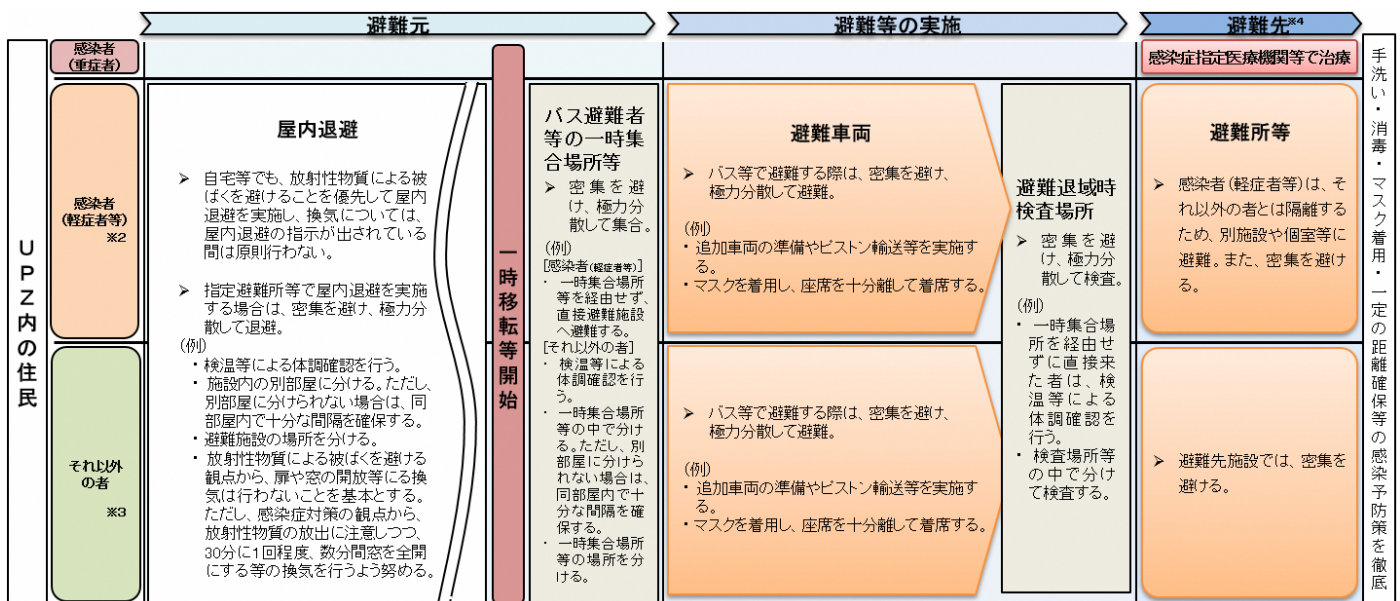 避難元
避難等の実施
避難先※4
UPZ内の住民
感染者
(重症者)
感染症指定医療機関等で治療
感染者
(軽症者等)
※2
それ以外
の者
※3
屋内退避
➢ 自宅等でも、放射性物質による被
ばくを避けることを優先して屋内
退避を実施し、換気については、
屋内退避の指示が出されている
間は原則行わない。
➢ 指定避難所等で屋内退避を実施
する場合は、密集を避け、極力分
散して退避。
(例)
・検温等による体調確認を行う。
・施設内の別部屋に分ける。ただし、
別部屋に分けられない場合は、同
部屋内で十分な間隔を確保する。
・避難施設の場所を分ける。
・放射性物質による被ばくを避ける
観点から、扉や窓の開放等にる換
気は行わないことを基本とする。
ただし、感染症対策の観点から、
放射性物質の放出に注意しつつ、
30分に1回程度、数分間窓を全開
にする等の換気を行うよう努める。
一時移転等開始
バス避難者
等の一時集
合場所等
➢ 密集を避
け、極力分
散して集合。
(例)
[感染者(軽症者等)]
・一時集合場所
等を経由せず、
直接避難施設
へ避難する。
[それ以外の者]
・検温等による
体調確認を行
う。
・一時集合場所
等の中で分け
る。ただし、別
部屋に分けら
れない場合は、
同部屋内で十
分な間隔を確
保する。
・一時集合場所
等の場所を分
ける。
避難車両
➢ バス等で避難する際は、密集を避け、
極力分散して避難。
(例)
・追加車両の準備やピストン輸送等を実施す
る。
・マスクを着用し、座席を十分離して着席する。
➢ バス等で避難する際は、密集を避け、
極力分散して避難。
(例)
・追加車両の準備やピストン輸送等を実施す
る。
・マスクを着用し、座席を十分離して着席する。
避難退域時
検査場所
➢ 密集を避
け、極力分
散して検査。
(例)
・一時集合場
所を経由せ
ずに直接来
た者は、検
温等による
体調確認を
行う。
・検査場所等
の中で分け
て検査する。
避難所等
➢ 感染者(軽症者等)は、そ
れ以外の者とは隔離する
ため、別施設や個室等に
避難。また、密集を避け
る。
➢ 避難先施設では、密集を
避ける。
手洗い・消毒・マスク着用・一定の距離確保等の感染予防策を徹底